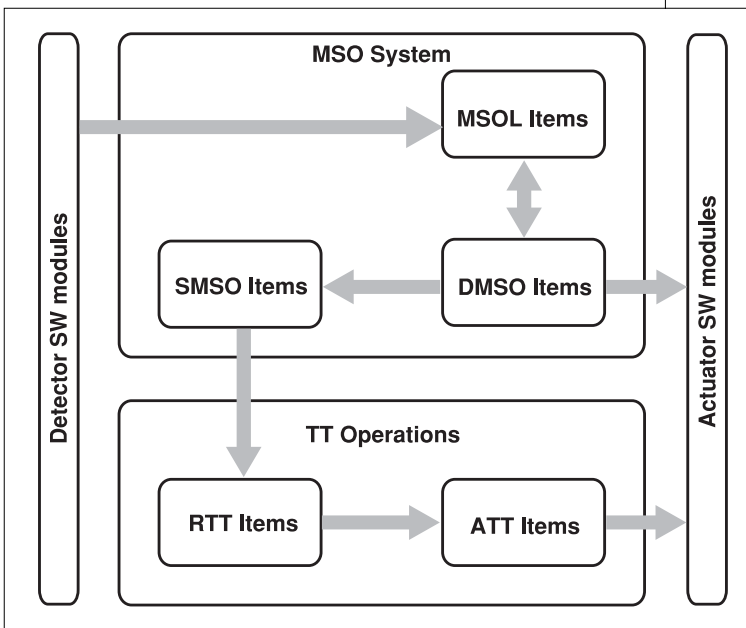 Detector SW modules
MSO System
MSOL Items
SMSO Items
DMSO Items
TT Operations
RTT Items
ATT Items
Actuator SW modules